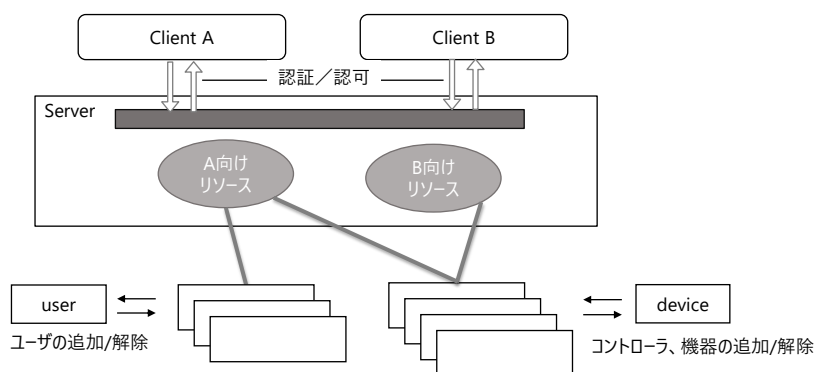 Client A
Client B
認証／認可
Server
A向け
リソース
B向け
リソース
user
device
ユーザの追加/解除
コントローラ、機器の追加/解除